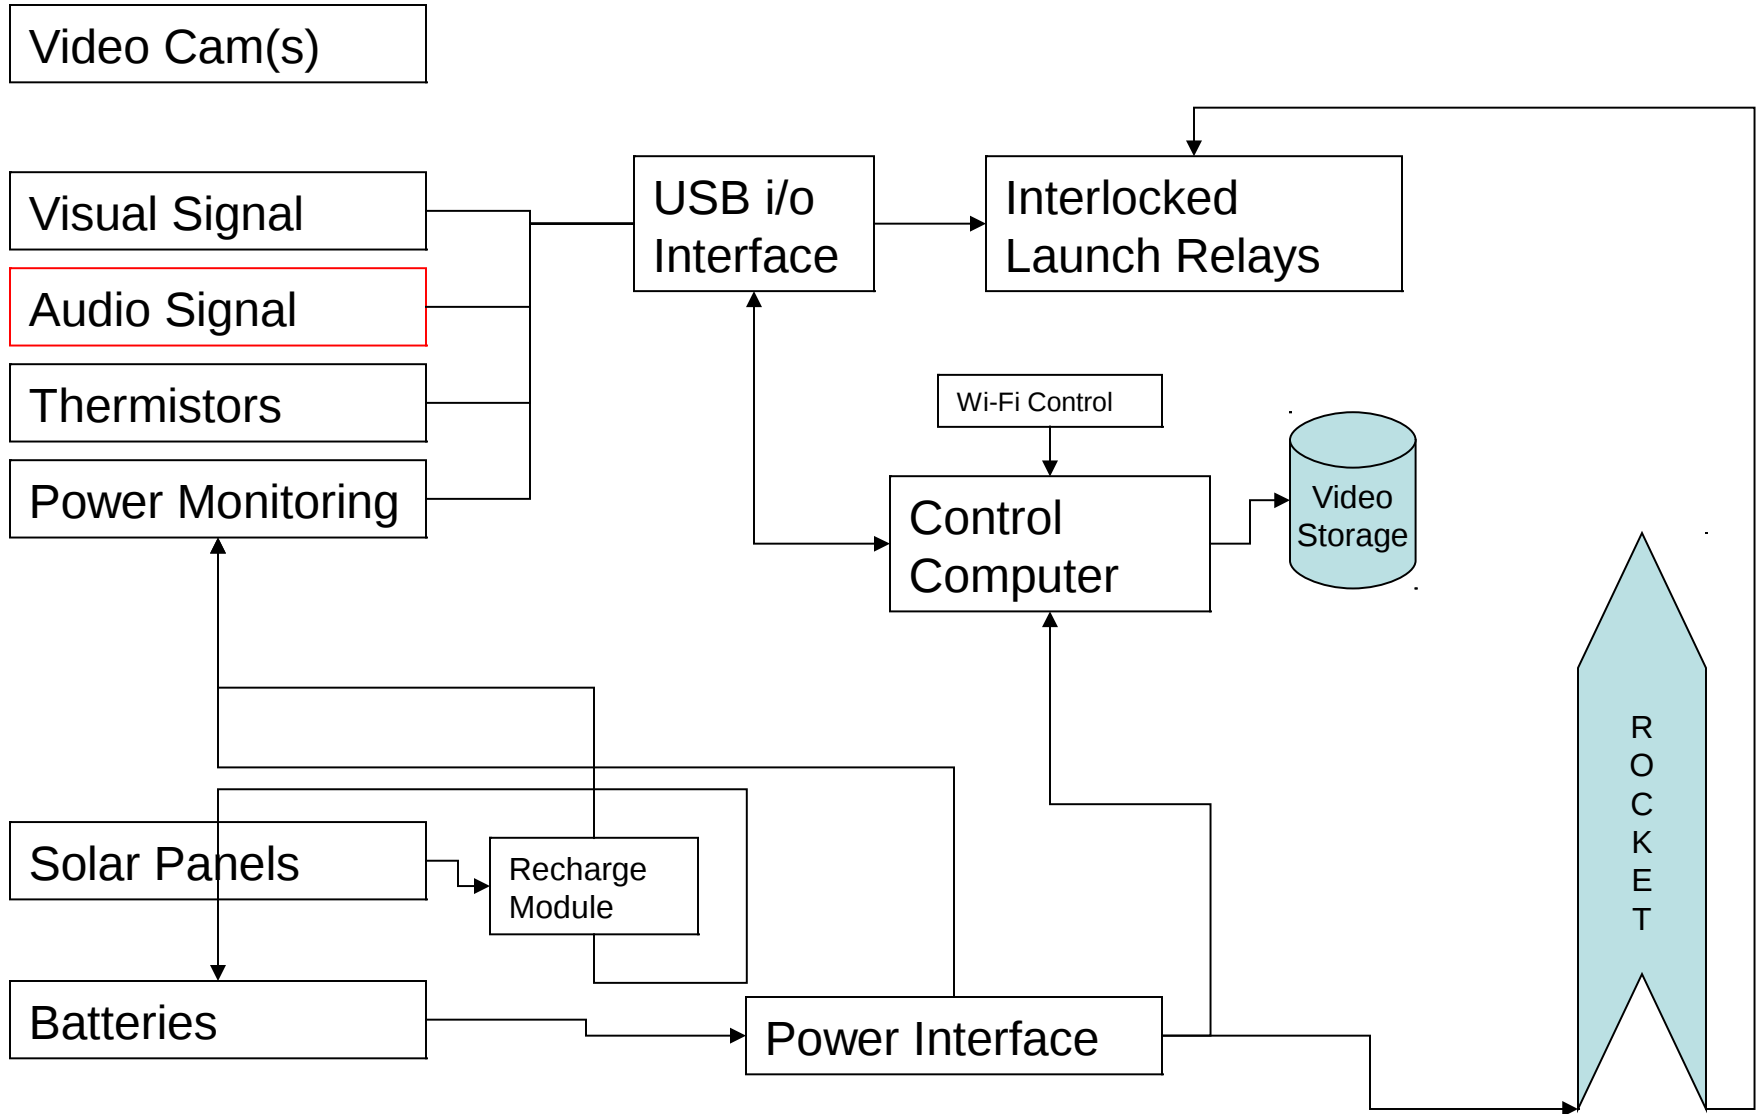 Video Cam(s)
Visual Signal
USB i/o
Interface
Interlocked
Launch Relays
Audio Signal
Thermistors
Wi-Fi Control
Power Monitoring
Control
Computer
Video
Storage
R
O
C
K
E
T
Solar Panels
Recharge
Module
Batteries
Power Interface